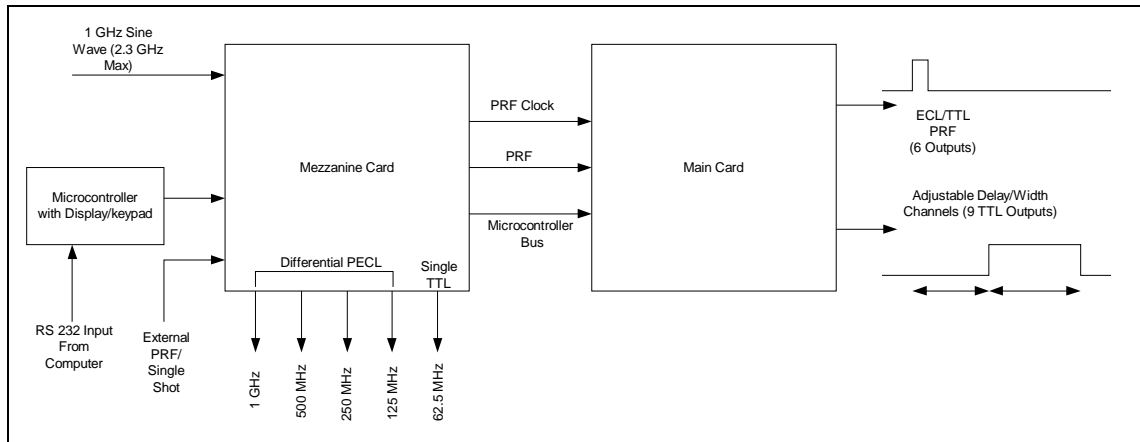 1 GHz Sine
Wave (2.3 GHz
Max)
Microcontroller
with Display/keypad
RS 232 Input
From
Computer
External
PRF/
Single
Shot
Mezzanine Card
Differential PECL
Single
TTL
1 GHz
500 MHz
250 MHz
125 MHz
62.5 MHz
PRF Clock
PRF
Microcontroller
Bus
Main Card
ECL/TTL
PRF
(6 Outputs)
Adjustable Delay/Width
Channels (9 TTL Outputs)